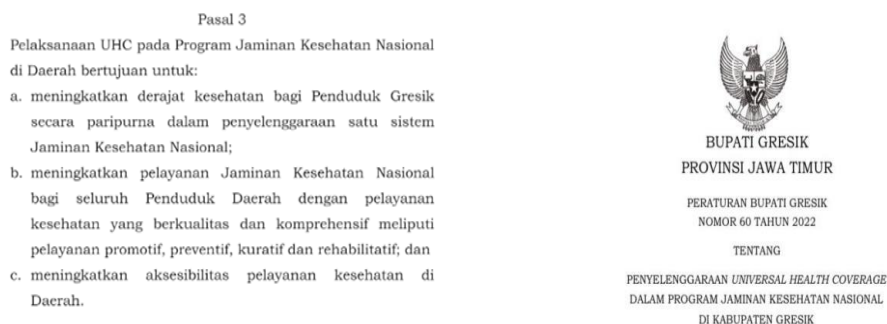 Pasal 3
Pelaksanaan UHC pada Program Jaminan Kesehatan Nasional
di Daerah bertujuan untuk:
a. meningkatkan derajat kesehatan bagi Penduduk Gresik
secara paripurna dalam penyelenggaraan satu sistem
Jaminan Kesehatan Nasional;
b. meningkatkan pelayanan Jaminan Kesehatan Nasional
bagi seluruh Penduduk Daerah dengan pelayanan
kesehatan yang berkualitas dan komprehensif meliputi
pelayanan promotif, preventif, kuratif dan rehabilitatif; dan
c. meningkatkan aksesibilitas pelayanan kesehatan di
Daerah.
BUPATI GRESIK
PROVINSI JAWA TIMUR
PERATURAN BUPATI GRESIK
NOMOR 60 TAHUN 2022
TENTANG
PENYELENGGARAAN UNIVERSAL HEALTH COVERAGE
DALAM PROGRAM JAMINAN KESEHATAN NASIONAL
DI KABUPATEN GRESIK